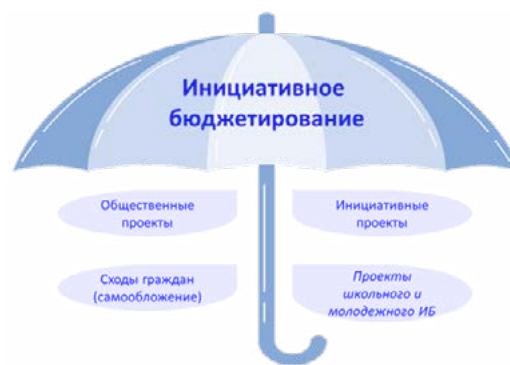 Инициативное
бюджетирование
Общественные
проекты
Инициативные
проекты
Сходы граждан
(самообложение)
Проекты
школьного и
молодежного ИБ